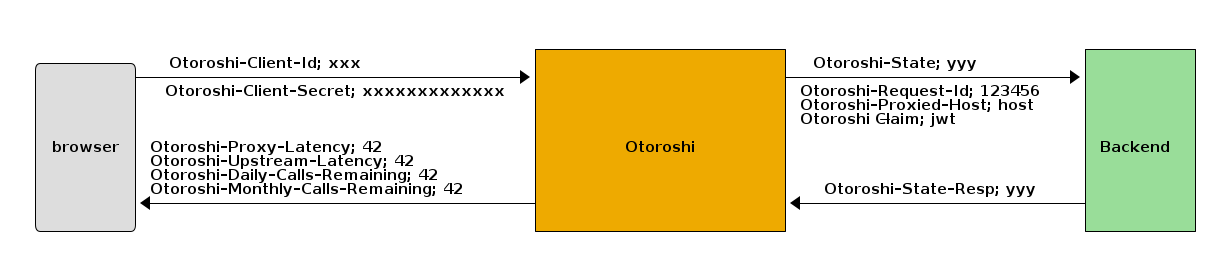 Otoroshi-Client-Id; xxx
Otoroshi-Client-Secret; xxxxxxxxxxxxx
browser
Otoroshi-Proxy-Latency; 42
Otoroshi-Upstream-Latency; 42
Otoroshi-Daily-Calls-Remaining; 42
Otoroshi-Monthly-Calls-Remaining; 42
Otoroshi
Otoroshi-State; yyy
Otoroshi-Request-Id; 123456
Otoroshi-Proxied-Host; host
Otoroshi Claim; jwt
Otoroshi-State-Resp; yyy
Backend